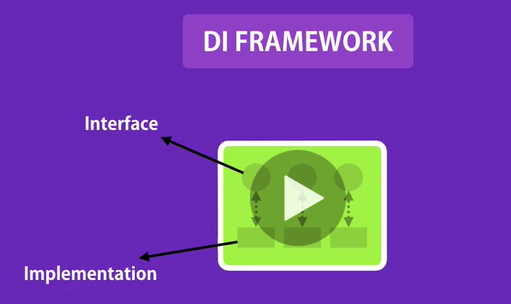 DI FRAMEWORK
Interface
Implementation